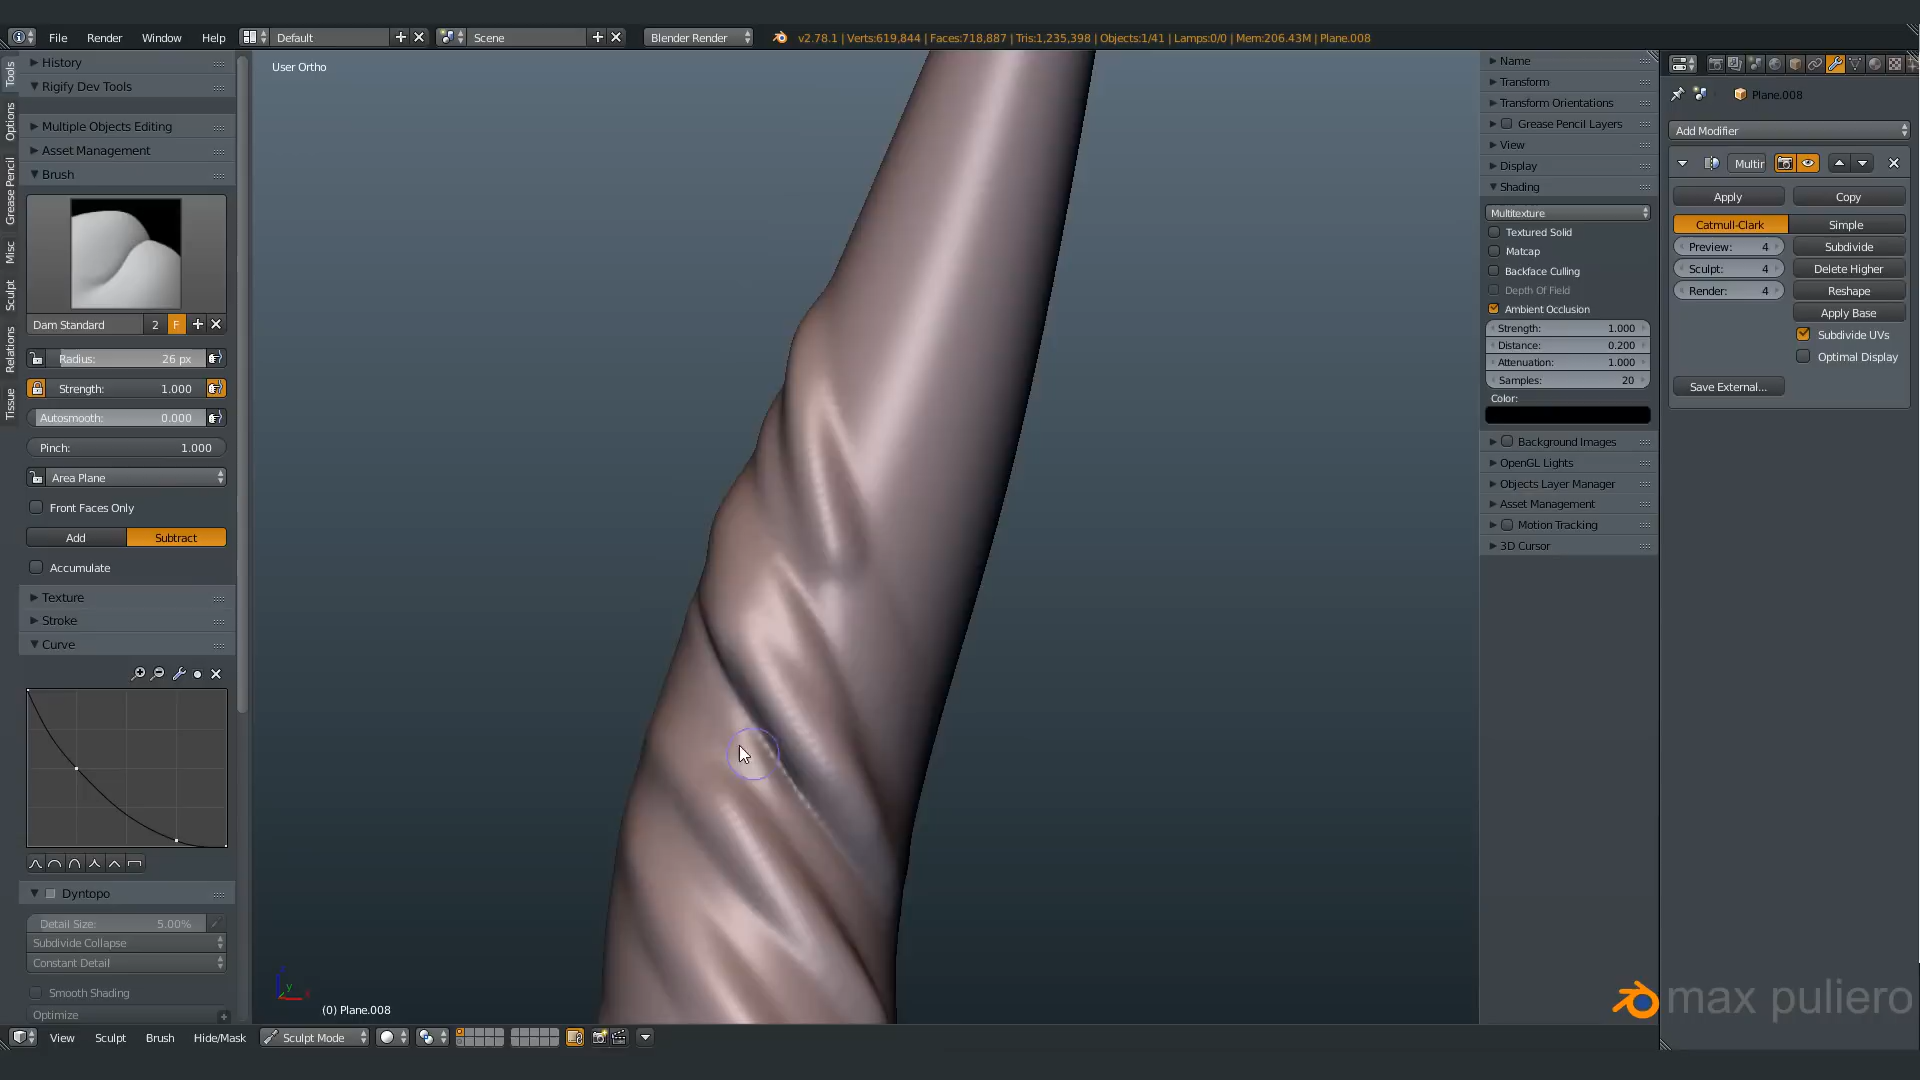 File Render Window Help Default Scene Blender Render v2.78.1 | Verts:619,844 | Faces:718,887 | Tris:1,235,398 | Objects:1/41 | Lamps:0/0 | Mem:206.43M | Plane.008
Tools
Options
Grease Pencil
Misc
Sculpt
Relations
Tissue
History
Rigify Dev Tools
Multiple Objects Editing
Asset Management
Brush
Dam Standard 2 F
Radius: 26 px
Strength: 1.000
Autosmooth: 0.000
Pinch: 1.000
Area Plane
Front Faces Only
Add Subtract
Accumulate
Texture
Stroke
Curve
Dyntopo
Detail Size: 5.00%
Subdivide Collapse
Constant Detail
Smooth Shading
Optimize
User Ortho
y
(0) Plane.008
View Sculpt Brush Hide/Mask Sculpt Mode
Name
Transform
Transform Orientations
Grease Pencil Layers
View
Display
Shading
Multitexture
Textured Solid
Matcap
Backface Culling
Depth Of Field
Ambient Occlusion
Strength: 1.000
Distance: 0.200
Attenuation: 1.000
Samples: 20
Color:
Background Images
OpenGL Lights
Objects Layer Manager
Asset Management
Motion Tracking
3D Cursor
Plane.008
Add Modifier
Multir
Apply Copy
Catmull-Clark Simple
Preview: 4 Subdivide
Sculpt: 4 Delete Higher
Render: 4 Reshape
Apply Base
Subdivide UVs
Optimal Display
Save External...
max puliero